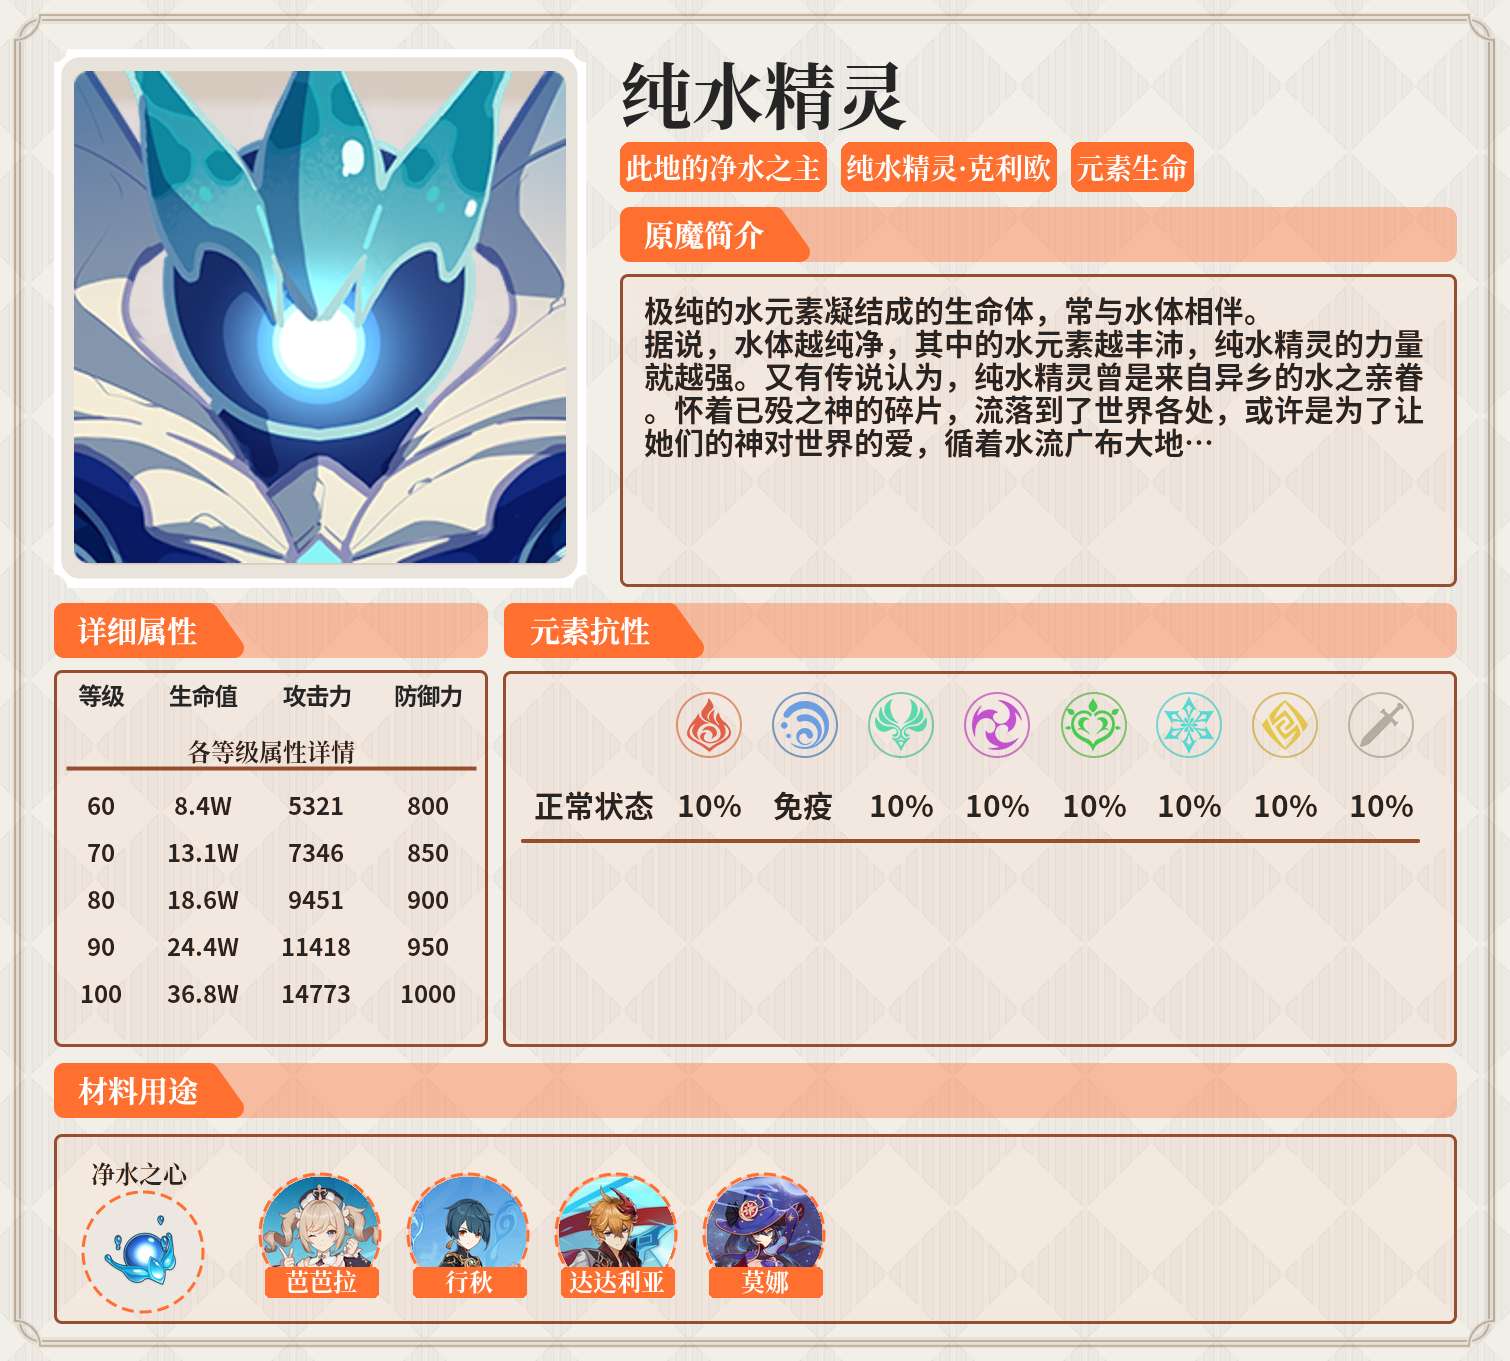 纯水精灵
此地的净水之主 纯水精灵·克利欧 元素生命
原魔简介
极纯的水元素凝结成的生命体，常与水体相伴。
据说，水体越纯净，其中的水元素越丰沛，纯水精灵的力量
就越强。又有传说认为，纯水精灵曾是来自异乡的水之亲眷
。怀着已殁之神的碎片，流落到了世界各处，或许是为了让
她们的神对世界的爱，循着水流广布大地…
详细属性
等级 生命值 攻击力 防御力
各等级属性详情
60 8.4W 5321 800
70 13.1W 7346 850
80 18.6W 9451 900
90 24.4W 11418 950
100 36.8W 14773 1000
元素抗性
正常状态 10% 免疫 10% 10% 10% 10% 10% 10%
材料用途
净水之心
芭芭拉 行秋 达达利亚 莫娜